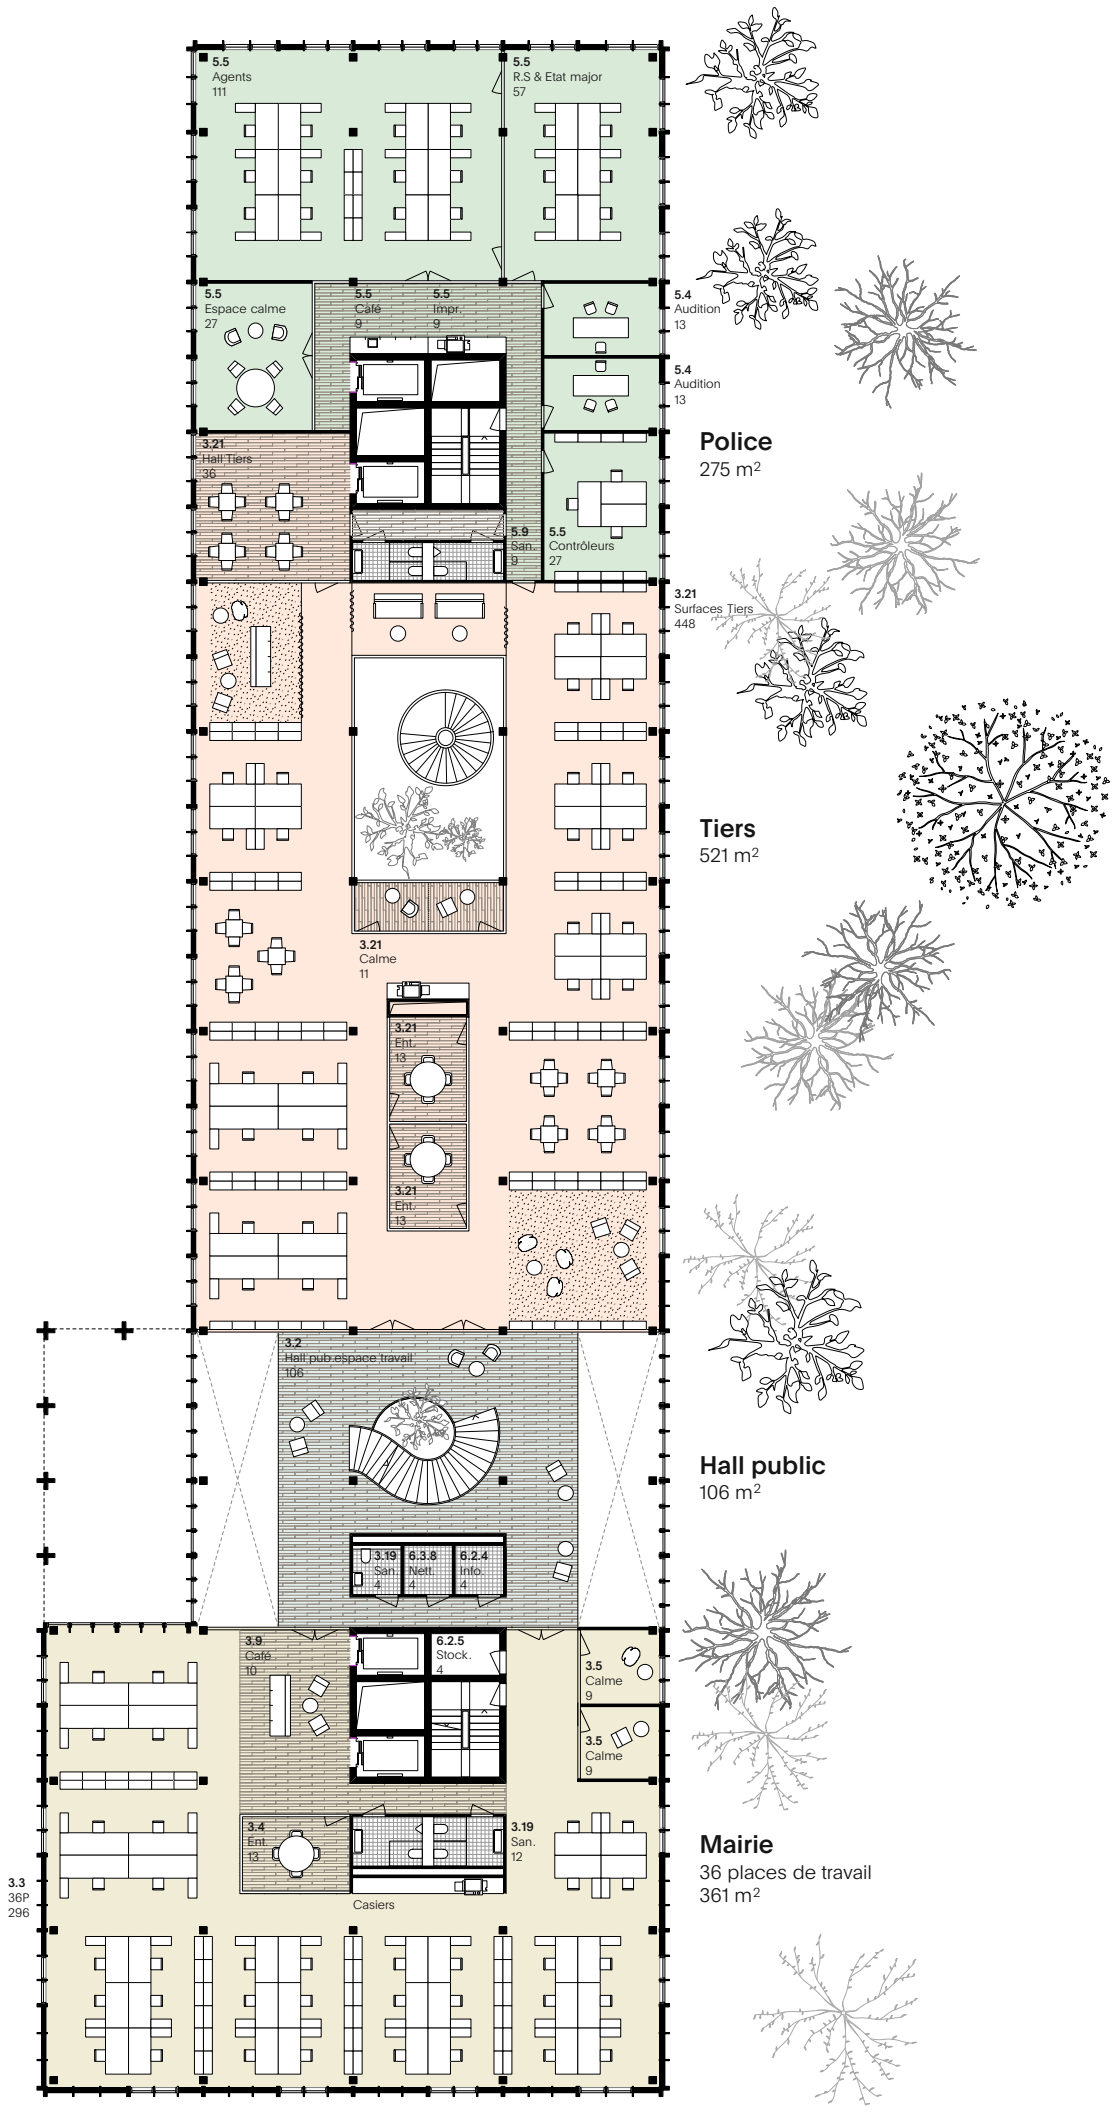 5.5
Agents
111
5.5
R.S & Etat major
57
5.5
Espace calme
27
5.5
Café
9
5.5
Impr.
9
5.4
Audition
13
5.4
Audition
13
Police
275 m²
3.21
Hall Tiers
36
5.9
San.
9
5.5
Contrôleurs
27
3.21
Surfaces Tiers
448
Tiers
521 m²
3.21
Calme
11
3.21
Ent.
13
3.21
Ent.
13
3.2
Hall pub espace travail
106
Hall public
106 m²
3.19
San.
4
6.3.8
Nett.
4
6.2.4
Info.
4
3.9
Café
10
6.2.5
Stock.
4
3.5
Calme
9
3.5
Calme
9
3.4
Ent.
13
3.19
San.
12
Mairie
36 places de travail
361 m²
3.3
36P
296
Casiers